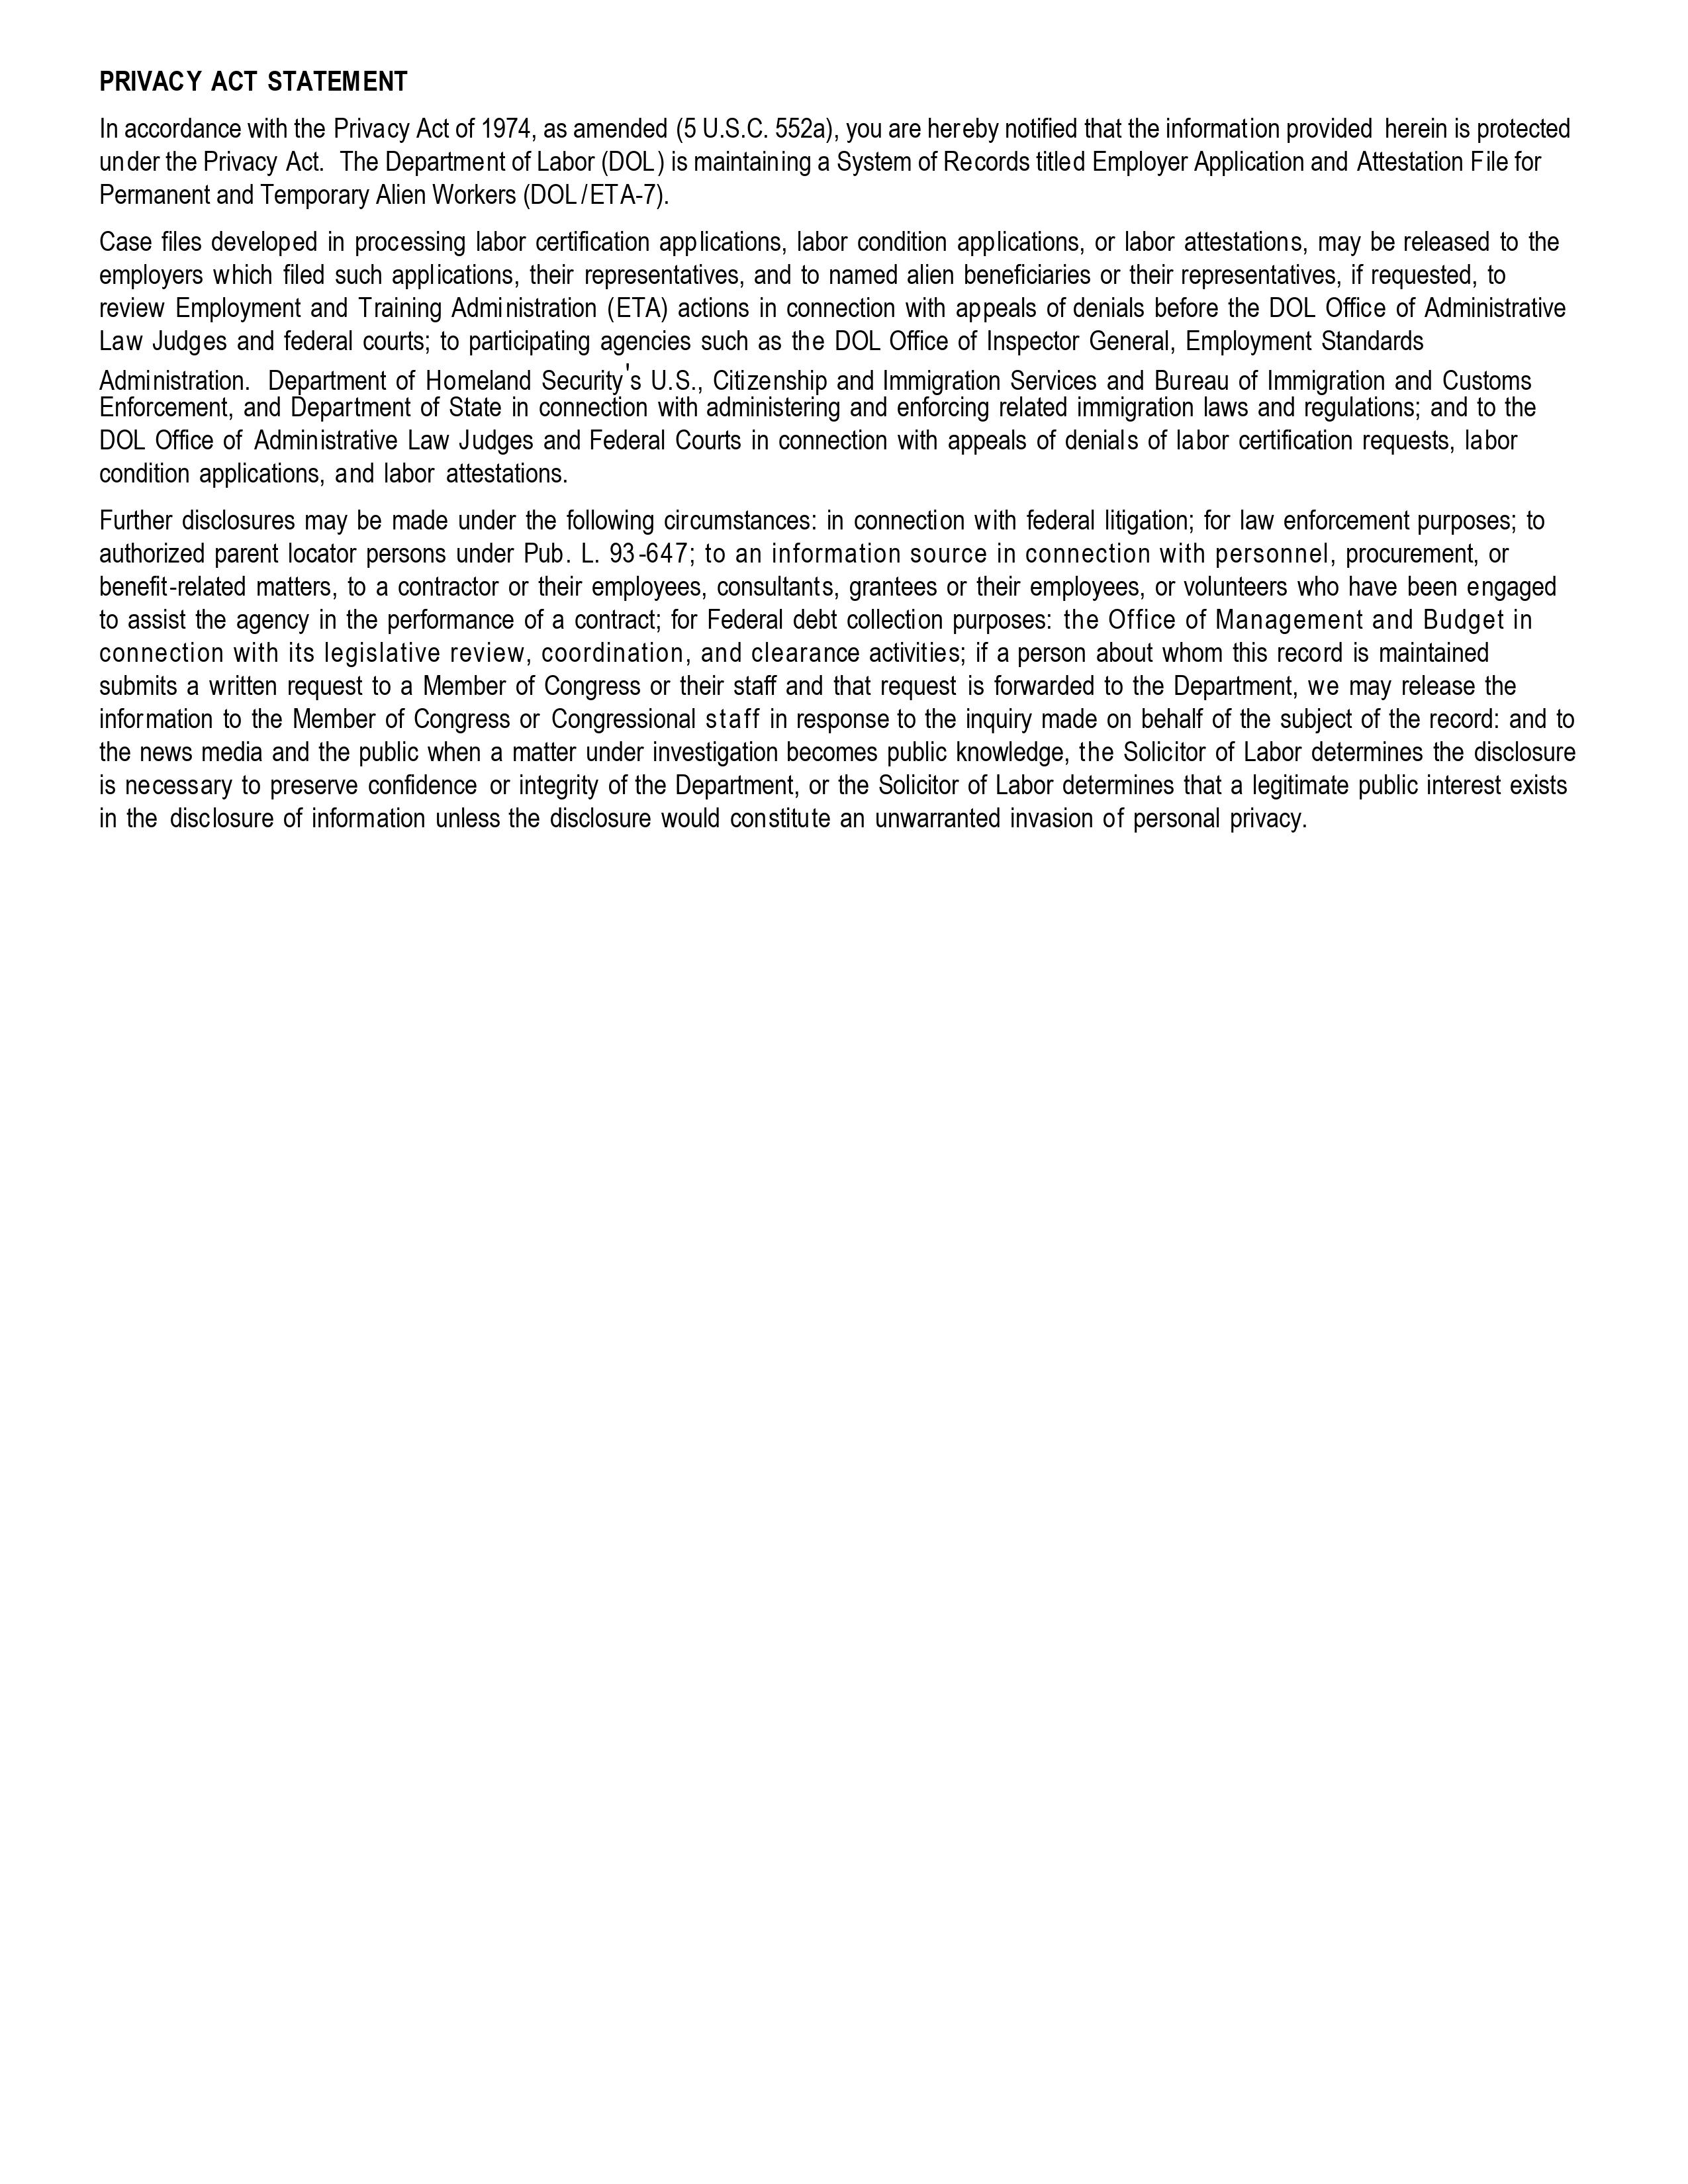 PRIVACY ACT STATEMENT
In accordance with the Privacy Act of 1974, as amended (5 U.S.C. 552a), you are hereby notified that the information provided herein is protected
under the Privacy Act. The Department of Labor (DOL) is maintaining a System of Records titled Employer Application and Attestation File for
Permanent and Temporary Alien Workers (DOL/ETA-7).
Case files developed in processing labor certification applications, labor condition applications, or labor attestations, may be released to the
employers which filed such applications, their representatives, and to named alien beneficiaries or their representatives, if requested, to
review Employment and Training Administration (ETA) actions in connection with appeals of denials before the DOL Office of Administrative
Law Judges and federal courts; to participating agencies such as the DOL Office of Inspector General, Employment Standards
Administration. Department of Homeland Security's U.S., Citizenship and Immigration Services and Bureau of Immigration and Customs
Enforcement, and Department of State in connection with administering and enforcing related immigration laws and regulations; and to the
DOL Office of Administrative Law Judges and Federal Courts in connection with appeals of denials of labor certification requests, labor
condition applications, and labor attestations.
Further disclosures may be made under the following circumstances: in connection with federal litigation; for law enforcement purposes; to
authorized parent locator persons under Pub. L. 93-647; to an information source in connection with personnel, procurement, or
benefit-related matters, to a contractor or their employees, consultants, grantees or their employees, or volunteers who have been engaged
to assist the agency in the performance of a contract; for Federal debt collection purposes: the Office of Management and Budget in
connection with its legislative review, coordination, and clearance activities; if a person about whom this record is maintained
submits a written request to a Member of Congress or their staff and that request is forwarded to the Department, we may release the
information to the Member of Congress or Congressional staff in response to the inquiry made on behalf of the subject of the record: and to
the news media and the public when a matter under investigation becomes public knowledge, the Solicitor of Labor determines the disclosure
is necessary to preserve confidence or integrity of the Department, or the Solicitor of Labor determines that a legitimate public interest exists
in the disclosure of information unless the disclosure would constitute an unwarranted invasion of personal privacy.